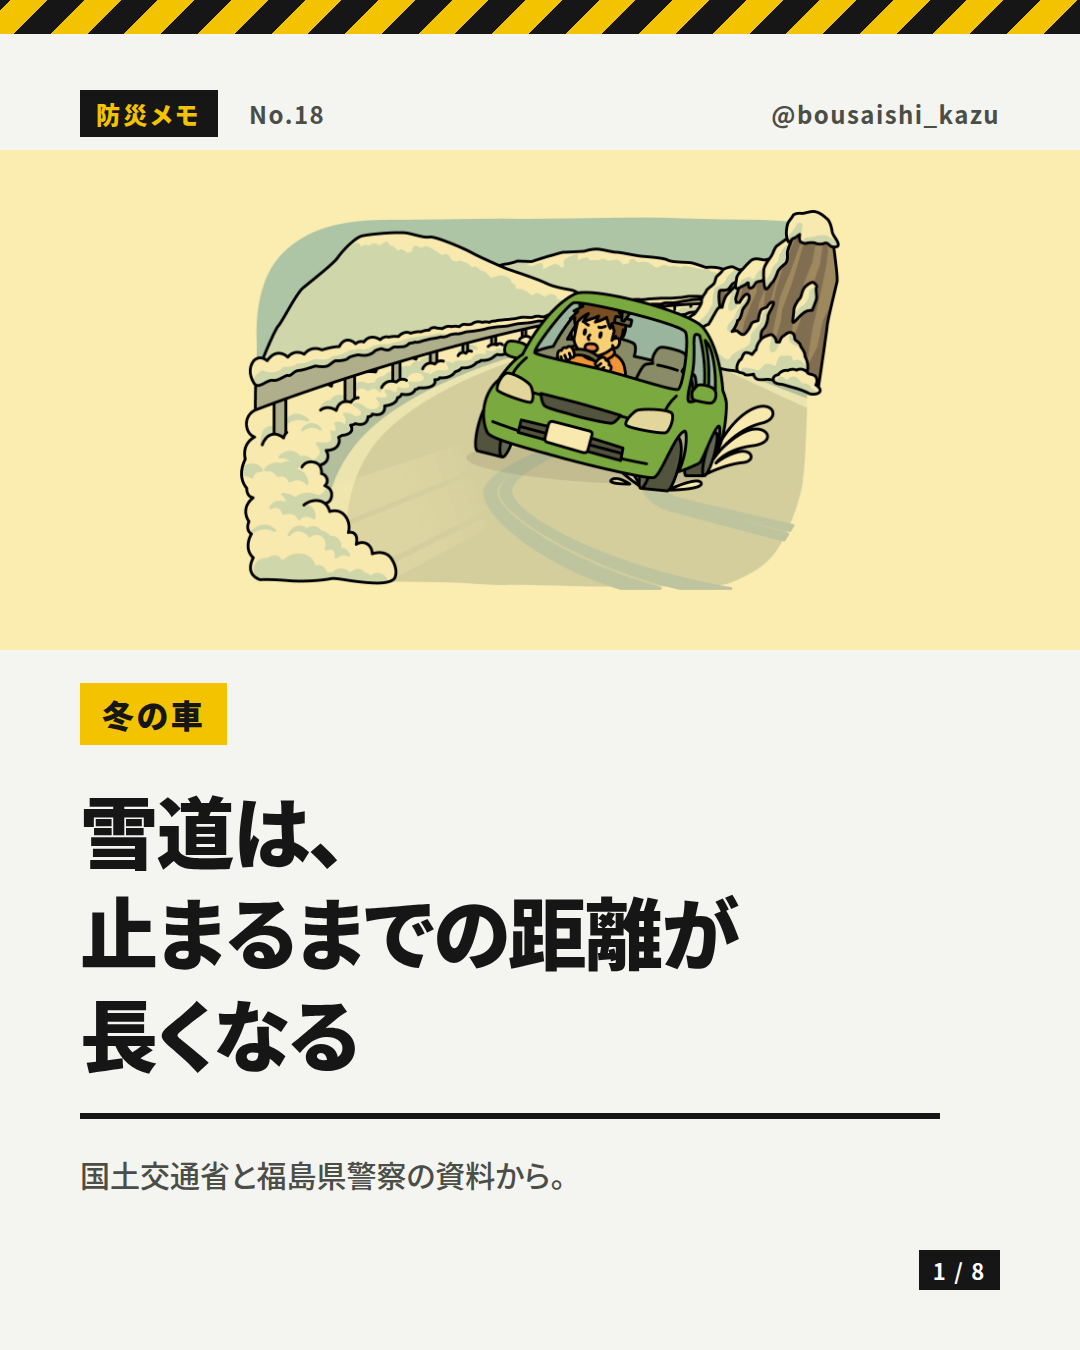 防災メモ No.18 @bousaishi_kazu
冬の車
雪道は、
止まるまでの距離が
長くなる
国土交通省と福島県警察の資料から。
1 / 8